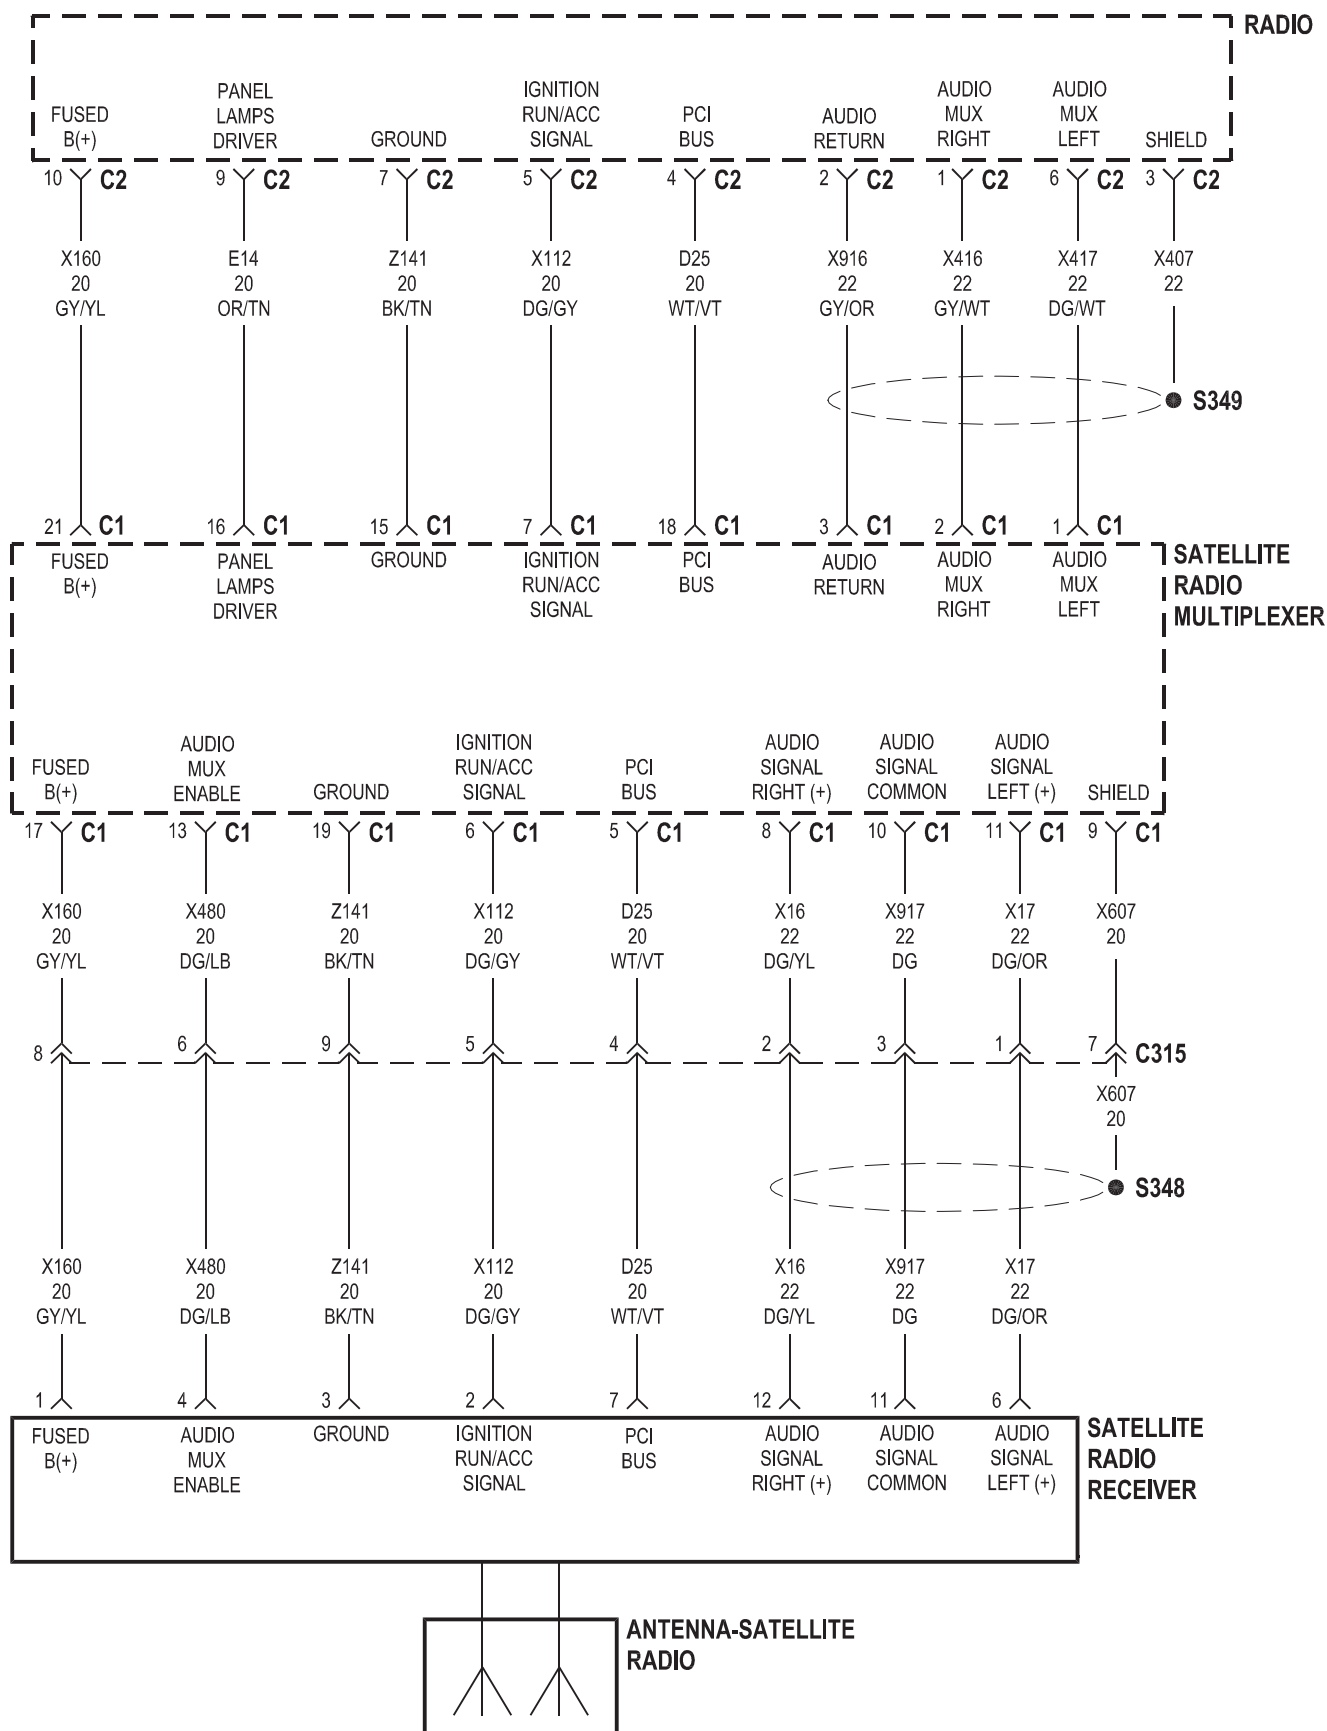 RADIO
FUSED
B(+)
PANEL
LAMPS
DRIVER
GROUND
IGNITION
RUN/ACC
SIGNAL
PCI
BUS
AUDIO
RETURN
AUDIO
MUX
RIGHT
AUDIO
MUX
LEFT
SHIELD
10 C2 9 C2 7 C2 5 C2 4 C2 2 C2 1 C2 6 C2 3 C2
X160 E14 Z141 X112 D25 X916 X416 X417 X407
20 20 20 20 20 22 22 22 22
GY/YL OR/TN BK/TN DG/GY WT/VT GY/OR GY/WT DG/WT
S349
21 C1 16 C1 15 C1 7 C1 18 C1 3 C1 2 C1 1 C1
FUSED
B(+)
PANEL
LAMPS
DRIVER
GROUND
IGNITION
RUN/ACC
SIGNAL
PCI
BUS
AUDIO
RETURN
AUDIO
MUX
RIGHT
AUDIO
MUX
LEFT
SATELLITE
RADIO
MULTIPLEXER
FUSED
B(+)
AUDIO
MUX
ENABLE
GROUND
IGNITION
RUN/ACC
SIGNAL
PCI
BUS
AUDIO
SIGNAL
RIGHT (+)
AUDIO
SIGNAL
COMMON
AUDIO
SIGNAL
LEFT (+)
SHIELD
17 C1 13 C1 19 C1 6 C1 5 C1 8 C1 10 C1 11 C1 9 C1
X160 X480 Z141 X112 D25 X16 X917 X17 X607
20 20 20 20 20 22 22 22 20
GY/YL DG/LB BK/TN DG/GY WT/VT DG/YL DG DG/OR
8 6 9 5 4 2 3 1 7 C315
X607
20
S348
X160 X480 Z141 X112 D25 X16 X917 X17
20 20 20 20 20 22 22 22
GY/YL DG/LB BK/TN DG/GY WT/VT DG/YL DG DG/OR
1 4 3 2 7 12 11 6
FUSED
B(+)
AUDIO
MUX
ENABLE
GROUND
IGNITION
RUN/ACC
SIGNAL
PCI
BUS
AUDIO
SIGNAL
RIGHT (+)
AUDIO
SIGNAL
COMMON
AUDIO
SIGNAL
LEFT (+)
SATELLITE
RADIO
RECEIVER
ANTENNA-SATELLITE
RADIO